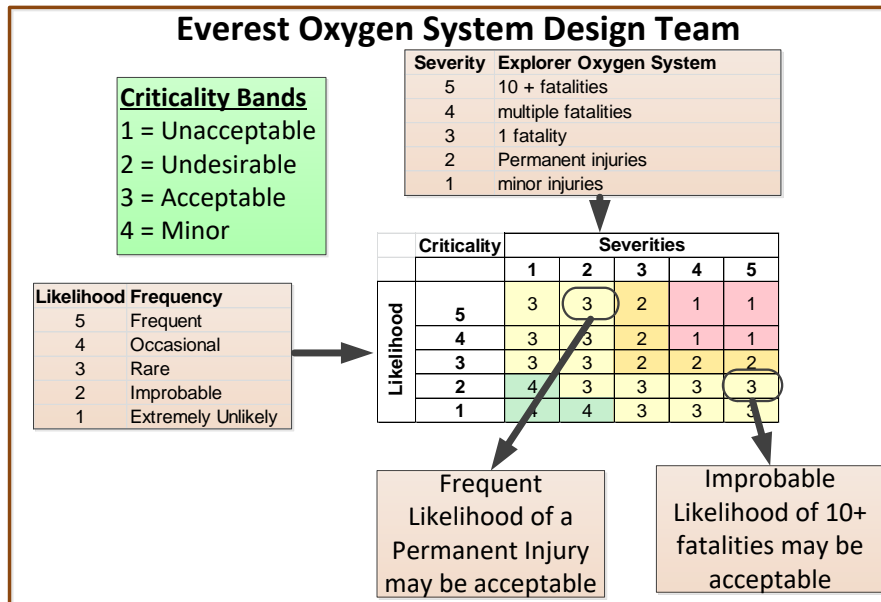 Everest Oxygen System Design Team
Criticality Bands
1 = Unacceptable
2 = Undesirable
3 = Acceptable
4 = Minor
Severity Explorer Oxygen System
5 10 + fatalities
4 multiple fatalities
3 1 fatality
2 Permanent injuries
1 minor injuries
Likelihood Frequency
5 Frequent
4 Occasional
3 Rare
2 Improbable
1 Extremely Unlikely
Criticality Severities
1 2 3 4 5
Likelihood
5 3 3 2 1 1
4 3 3 2 1 1
3 3 3 2 2 2
2 4 3 3 3 3
1 4 4 3 3 3
Frequent
Likelihood of a
Permanent Injury
may be acceptable
Improbable
Likelihood of 10+
fatalities may be
acceptable